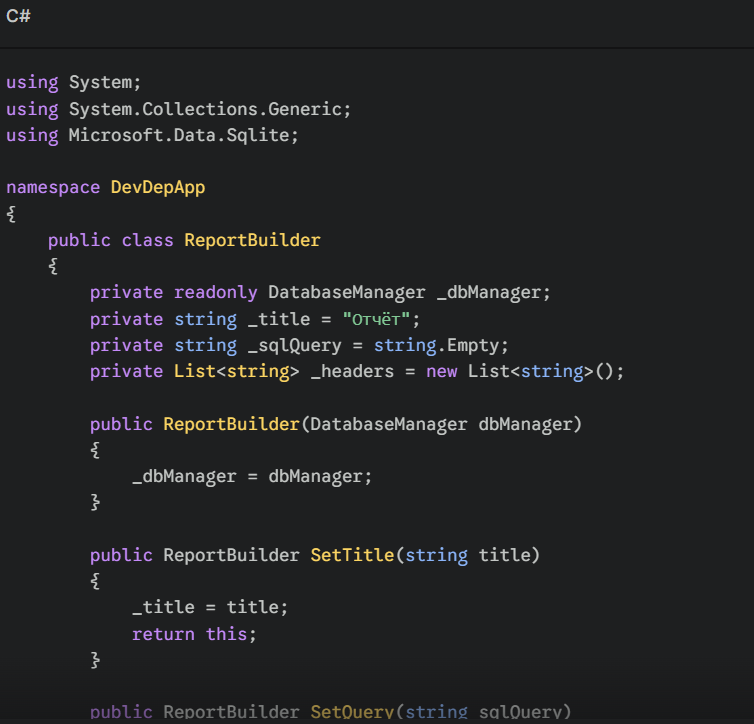 C#
using System;
using System.Collections.Generic;
using Microsoft.Data.Sqlite;
namespace DevDepApp
{
public class ReportBuilder
{
private readonly DatabaseManager _dbManager;
private string _title = "Отчёт";
private string _sqlQuery = string.Empty;
private List<string> _headers = new List<string>();
public ReportBuilder(DatabaseManager dbManager)
{
_dbManager = dbManager;
}
public ReportBuilder SetTitle(string title)
{
_title = title;
return this;
}
public ReportBuilder SetQuery(string sqlQuery)